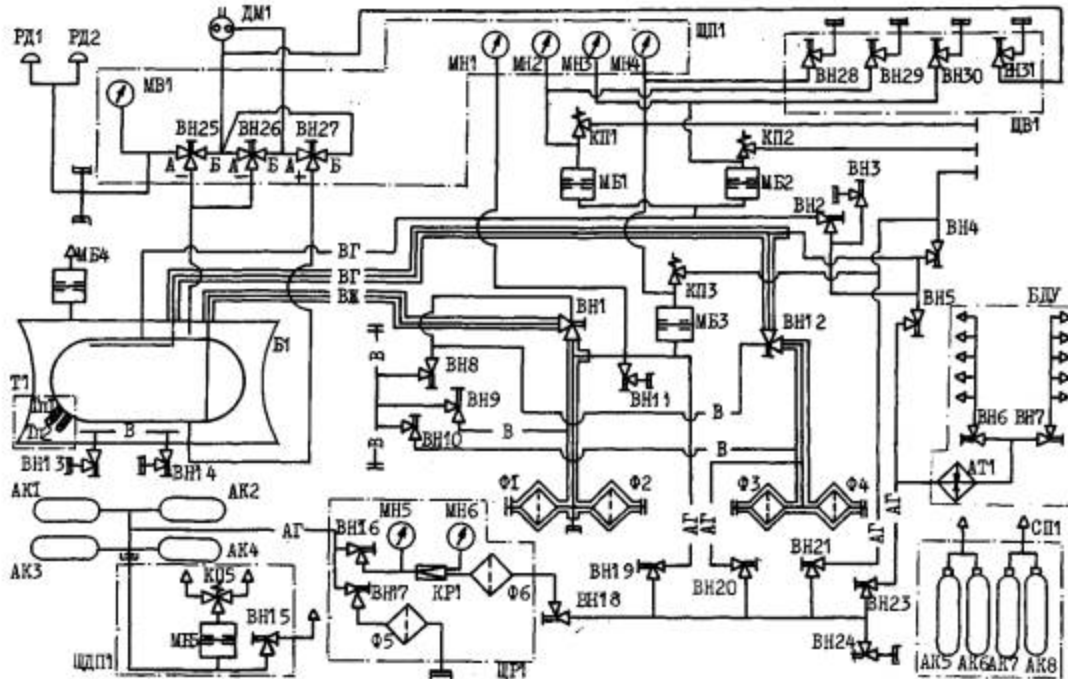 ДМ1
РД1 РД2
ЩП1
МН1 МН2 МН3 МН4
ВН28 ВН29 ВН30 ВН31
МВ1
ВН25 ВН26 ВН27
А Б А Б А Б
− − +
КП1 КП2
ЩВ1
МБ1 МБ2
ВН3
ВН2
ВН4
МБ4
ВГ
ВГ
ВЖ
КП3
ВН1
ВН12
ВН5
БДУ
МБ3
Б1
Т1
В
ВН8
ВН9
ВН11
ВН10
В
В
В
В
В
Дп2
ВН13 ВН14
ВН6 ВН7
АТ1
АК1 АК2
Ф1 Ф2 Ф3 Ф4
АГ
АК3 АК4
АГ
ВН16
МН5 МН6
АГ АГ
АГ
СП1
ВН19 ВН20 ВН21
КП5
ВН15
ВН17
КР1
Ф6
ВН18
ВН23
Ф5
ВН24
ЩДП1
ЩР1
АК5 АК6 АК7 АК8